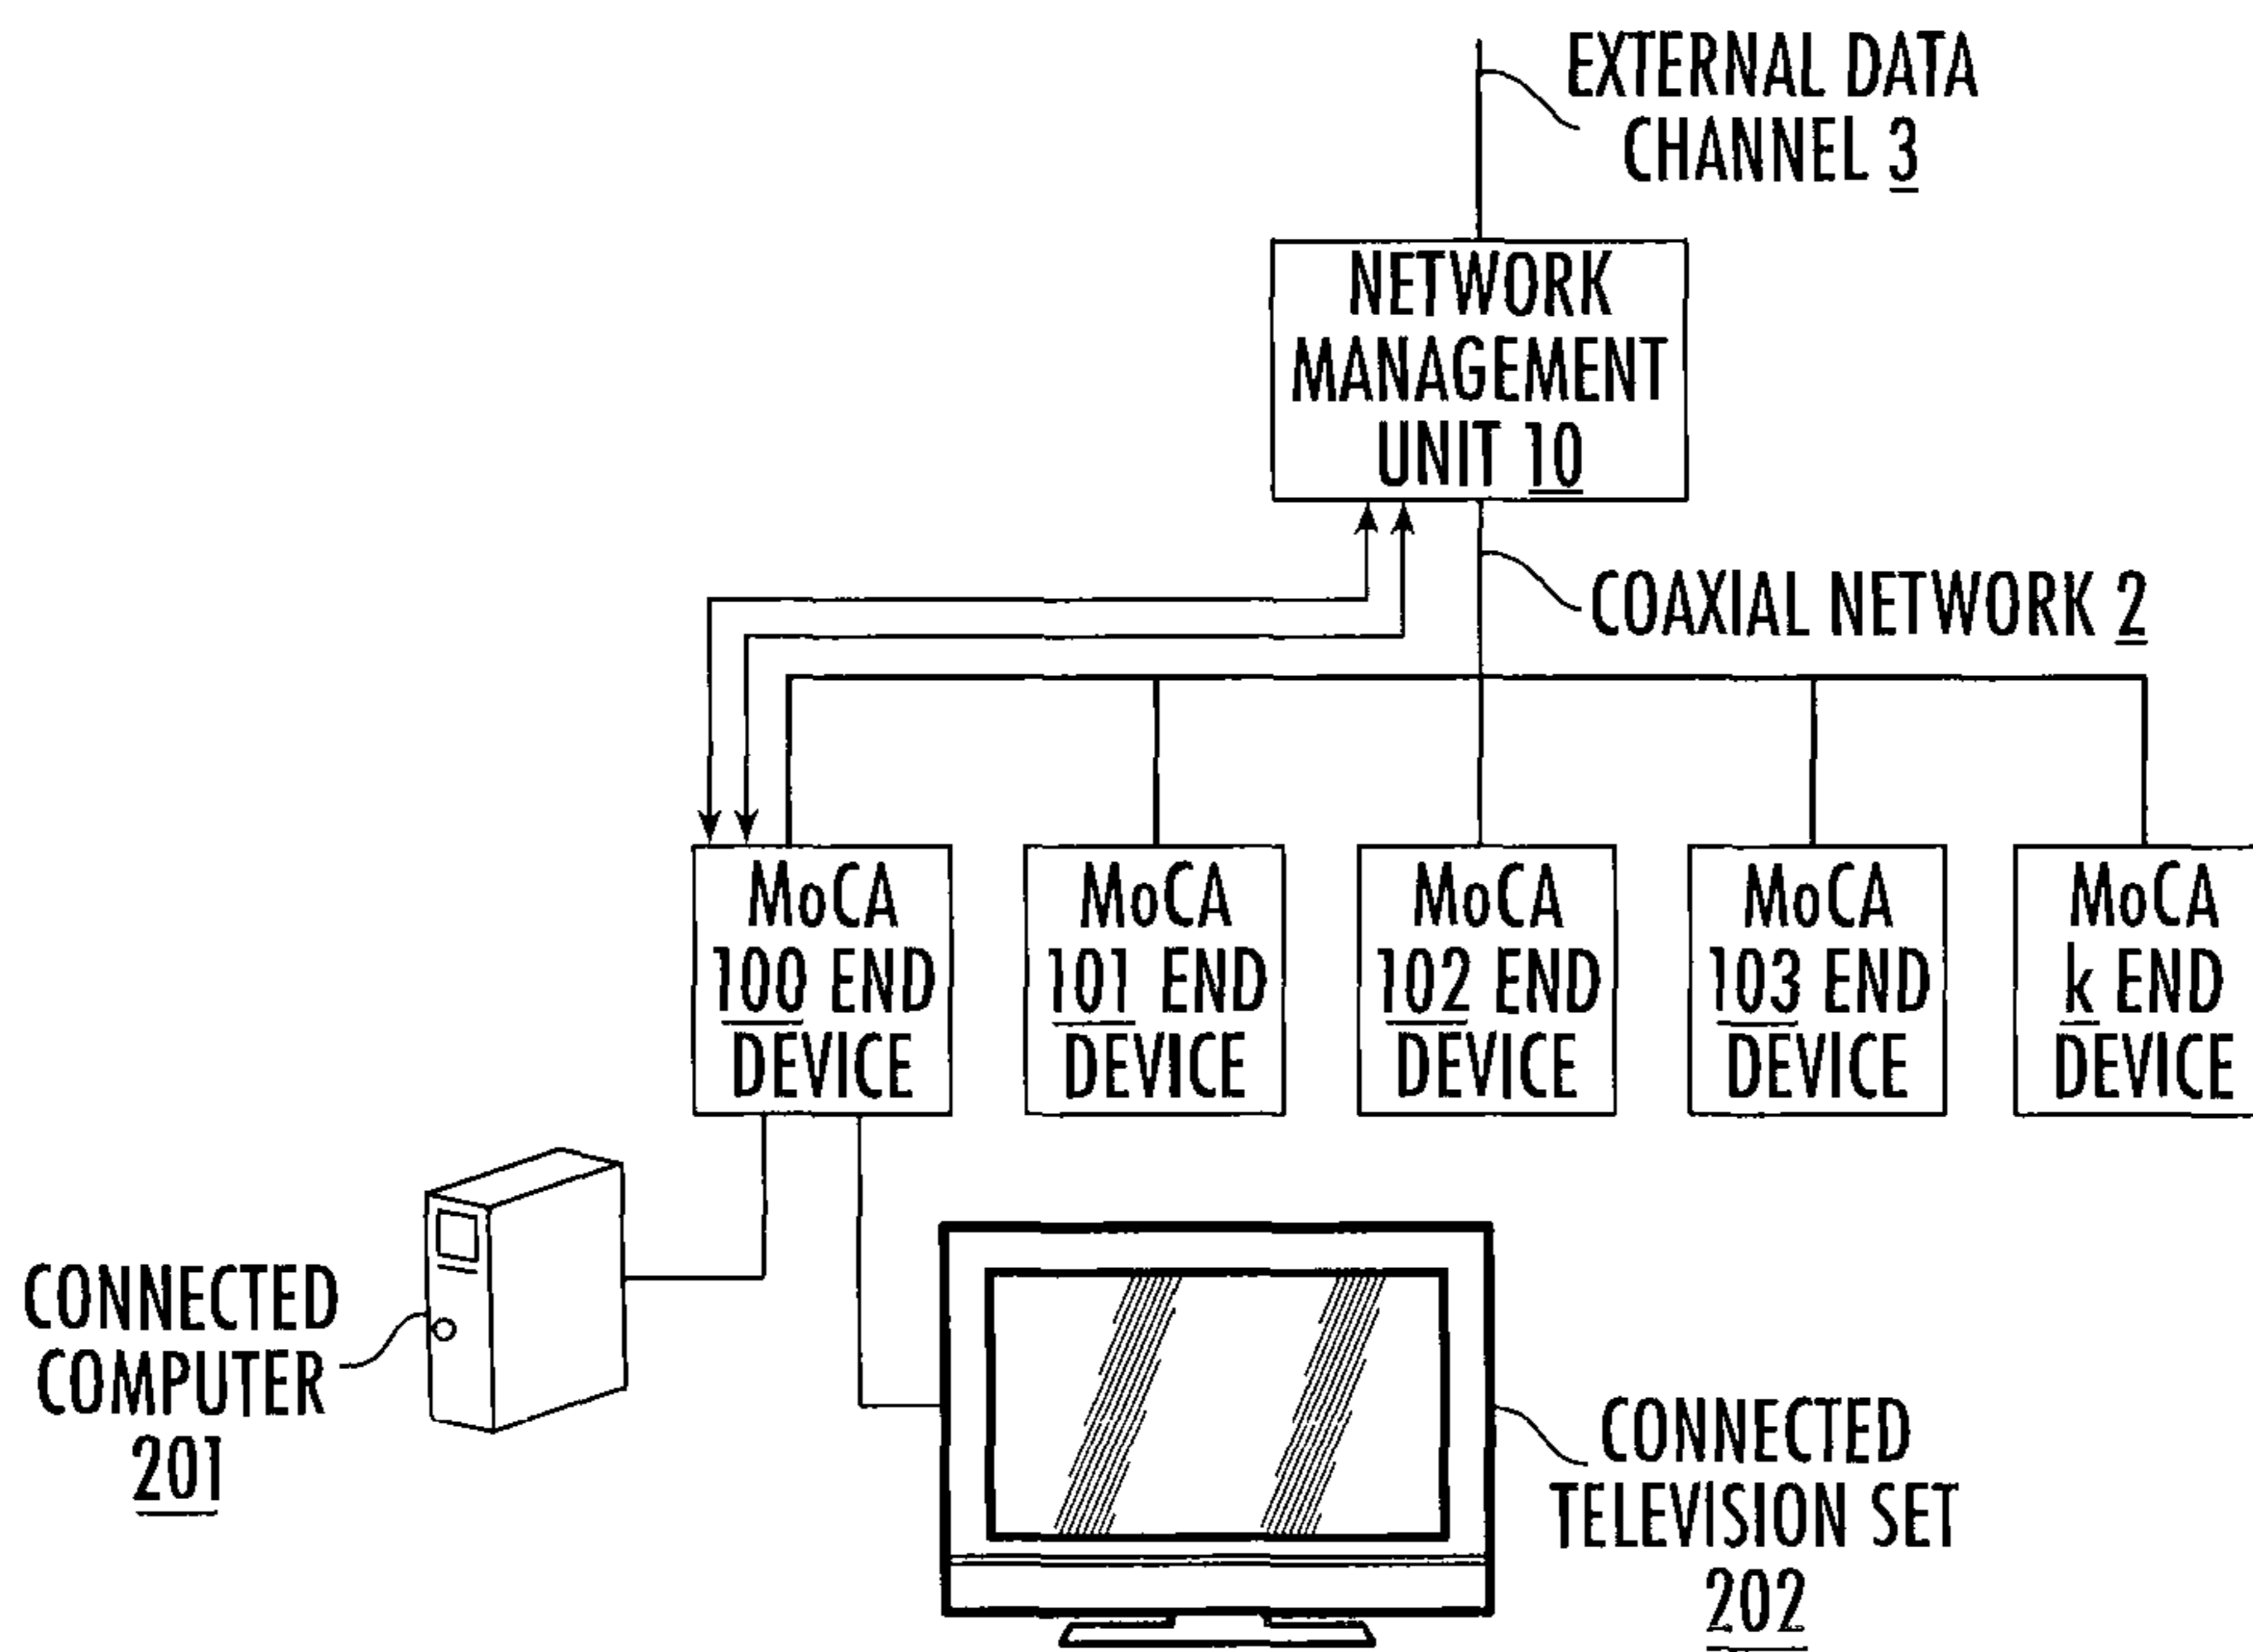 EXTERNAL DATA
CHANNEL 3
NETWORK
MANAGEMENT
UNIT 10
COAXIAL NETWORK 2
MoCA
100 END
DEVICE
MoCA
101 END
DEVICE
MoCA
102 END
DEVICE
MoCA
103 END
DEVICE
MoCA
k END
DEVICE
CONNECTED
COMPUTER
201
CONNECTED
TELEVISION SET
202